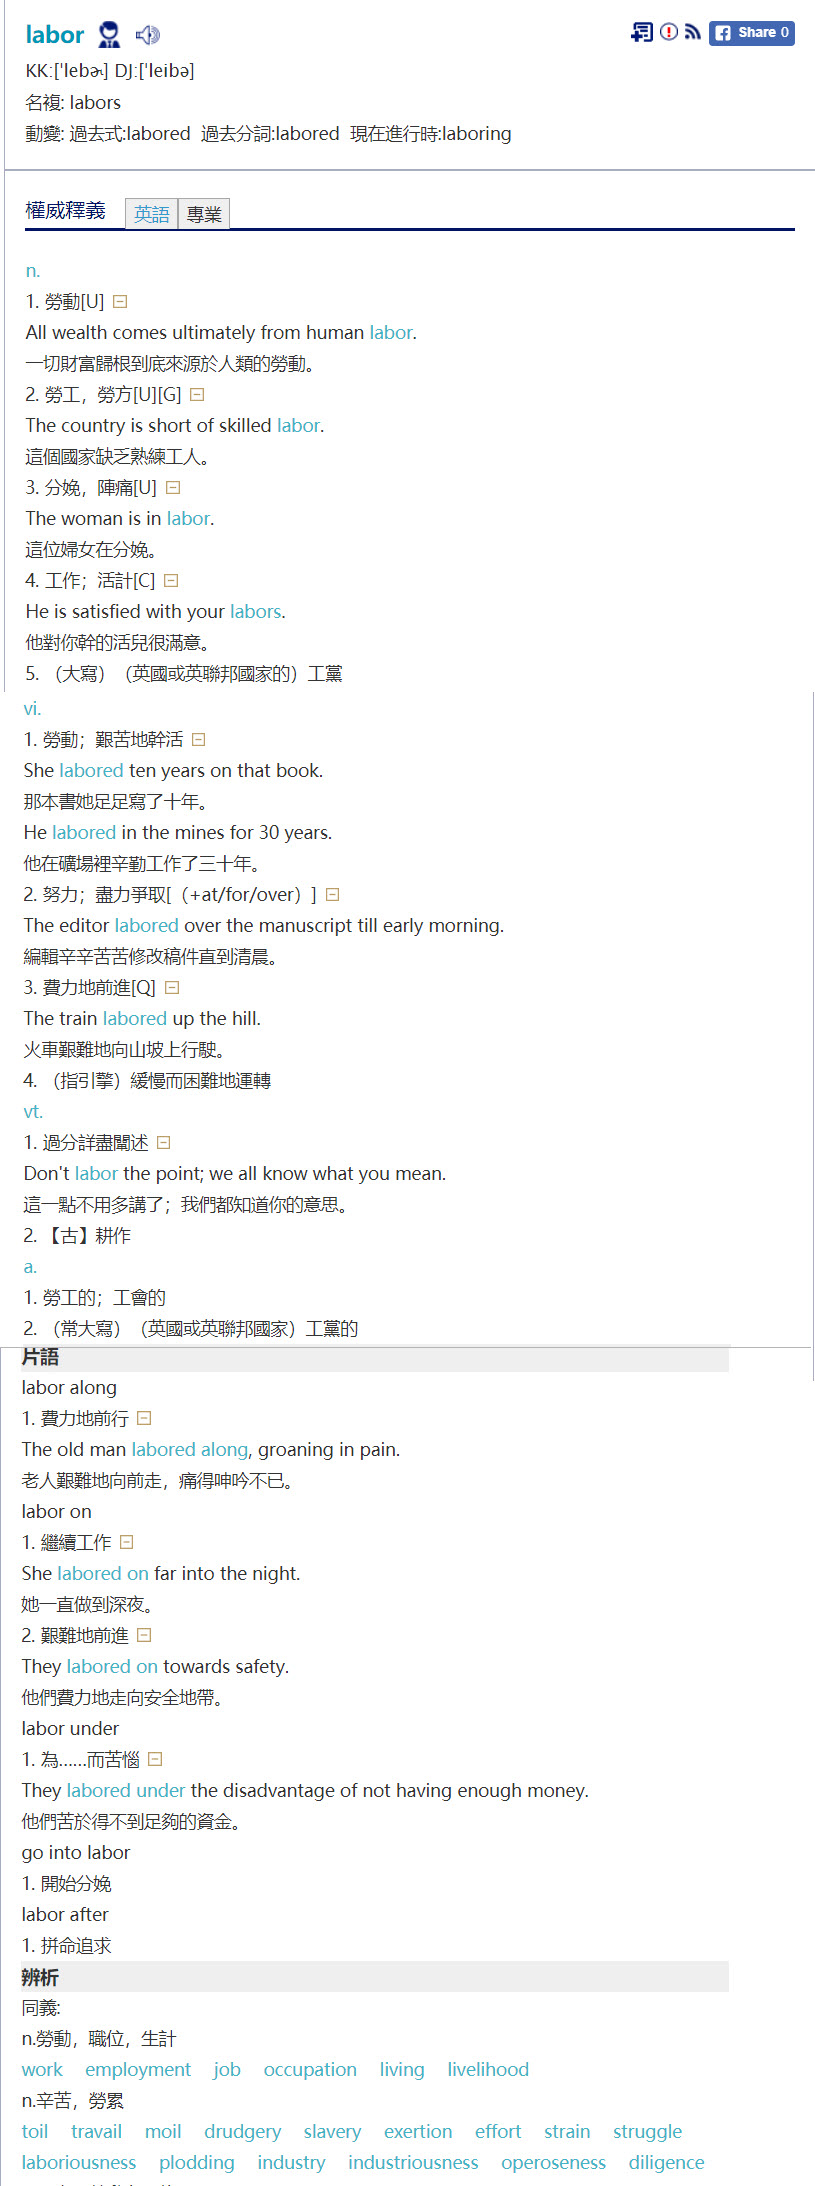 labor
Share 0
KK:[ˈlebɚ] DJ:[ˈleibə]
名複: labors
動變: 過去式:labored 過去分詞:labored 現在進行時:laboring
權威釋義 英語 專業
n.
1. 勞動[U]
All wealth comes ultimately from human labor.
一切財富歸根到底來源於人類的勞動。
2. 勞工，勞方[U][G]
The country is short of skilled labor.
這個國家缺乏熟練工人。
3. 分娩，陣痛[U]
The woman is in labor.
這位婦女在分娩。
4. 工作；活計[C]
He is satisfied with your labors.
他對你幹的活兒很滿意。
5. （大寫）（英國或英聯邦國家的）工黨
vi.
1. 勞動；艱苦地幹活
She labored ten years on that book.
那本書她足足寫了十年。
He labored in the mines for 30 years.
他在礦場裡辛勤工作了三十年。
2. 努力；盡力爭取[（+at/for/over）]
The editor labored over the manuscript till early morning.
編輯辛辛苦苦修改稿件直到清晨。
3. 費力地前進[Q]
The train labored up the hill.
火車艱難地向山坡上行駛。
4. （指引擎）緩慢而困難地運轉
vt.
1. 過分詳盡闡述
Don't labor the point; we all know what you mean.
這一點不用多講了；我們都知道你的意思。
2. 【古】耕作
a.
1. 勞工的；工會的
2. （常大寫）（英國或英聯邦國家）工黨的
片語
labor along
1. 費力地前行
The old man labored along, groaning in pain.
老人艱難地向前走，痛得呻吟不已。
labor on
1. 繼續工作
She labored on far into the night.
她一直做到深夜。
2. 艱難地前進
They labored on towards safety.
他們費力地走向安全地帶。
labor under
1. 為......而苦惱
They labored under the disadvantage of not having enough money.
他們苦於得不到足夠的資金。
go into labor
1. 開始分娩
labor after
1. 拼命追求
辨析
同義:
n.勞動，職位，生計
work employment job occupation living livelihood
n.辛苦，勞累
toil travail moil drudgery slavery exertion effort strain struggle
laboriousness plodding industry industriousness operoseness diligence